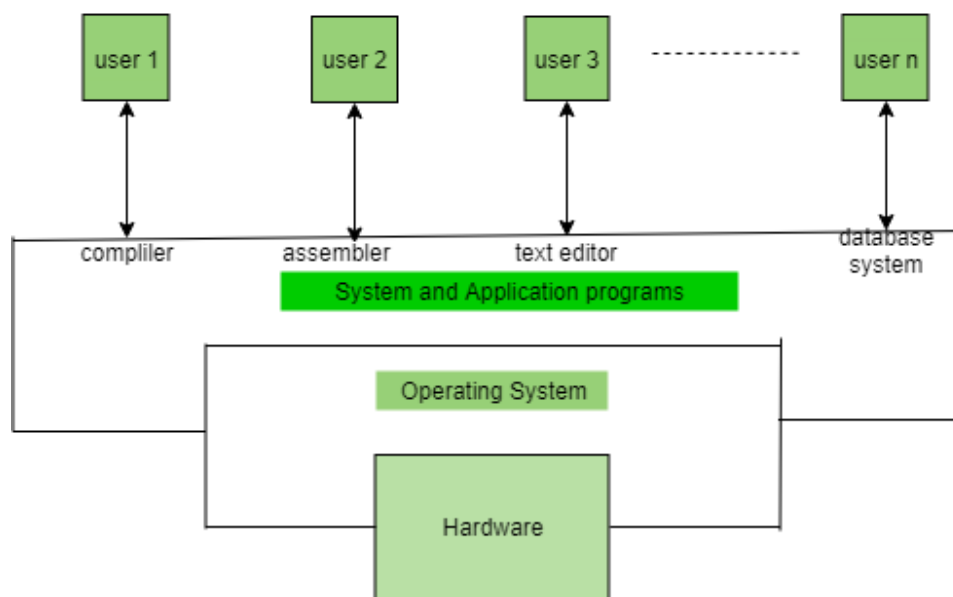 user 1
user 2
user 3
user n
compliler
assembler
text editor
database
system
System and Application programs
Operating System
Hardware